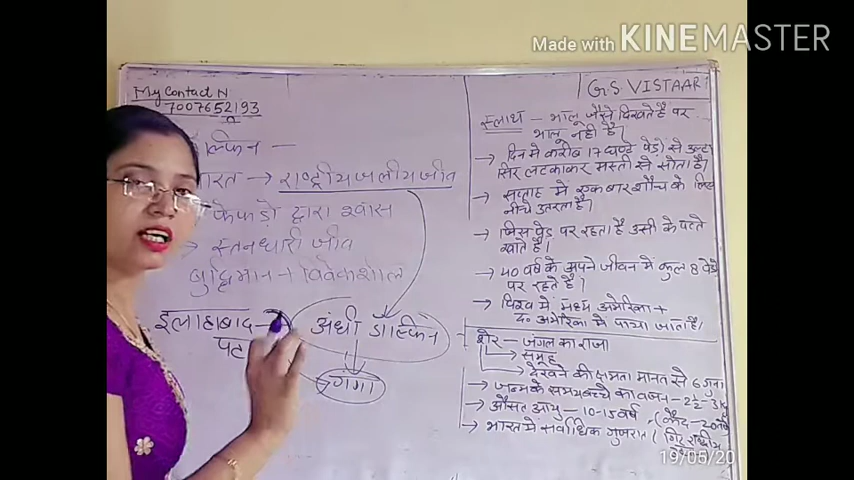 Made with KINEMASTER
My Contact N
7007652193
ल्फिन -
ारत → राष्ट्रीय जलीय जीव
फेफड़ो द्वारा श्वास
→ स्तनधारी जीव
बुद्धिमान + विवेकशील
इलाहाबाद
अंधी डाल्फिन
पट
गंगा
G.S VISTAAR
स्लाथ - भालू जैसे दिखते है पर
भालू नही है।
→ दिन मे करीब 17 घण्टे पेड़ो से उल्टा
सिर लटकाकर मस्ती से सोता है।
→ सप्ताह मे एक बार शौच के लिए
नीचे उतरता है।
→ जिस पेड़ पर रहता है उसी के पत्ते
खाते है।
→ 40 वर्ष के अपने जीवन मे कुल 8 पेड़ो
पर रहते है।
→ विश्व मे मध्य अमेरिका +
द० अमेरिका मे पाया जाता है।
शेर - जंगल का राजा
→ समूह
→ देखने की क्षमता मानव से 6 गुना
→ जन्म के समय बच्चे का वजन - 2½-3 K
→ औसत आयु - 10-15 वर्ष, (कैद - 20 वर्ष
→ भारत मे सर्वाधिक गुजरात (गिर राष्ट्रीय
19/05/20